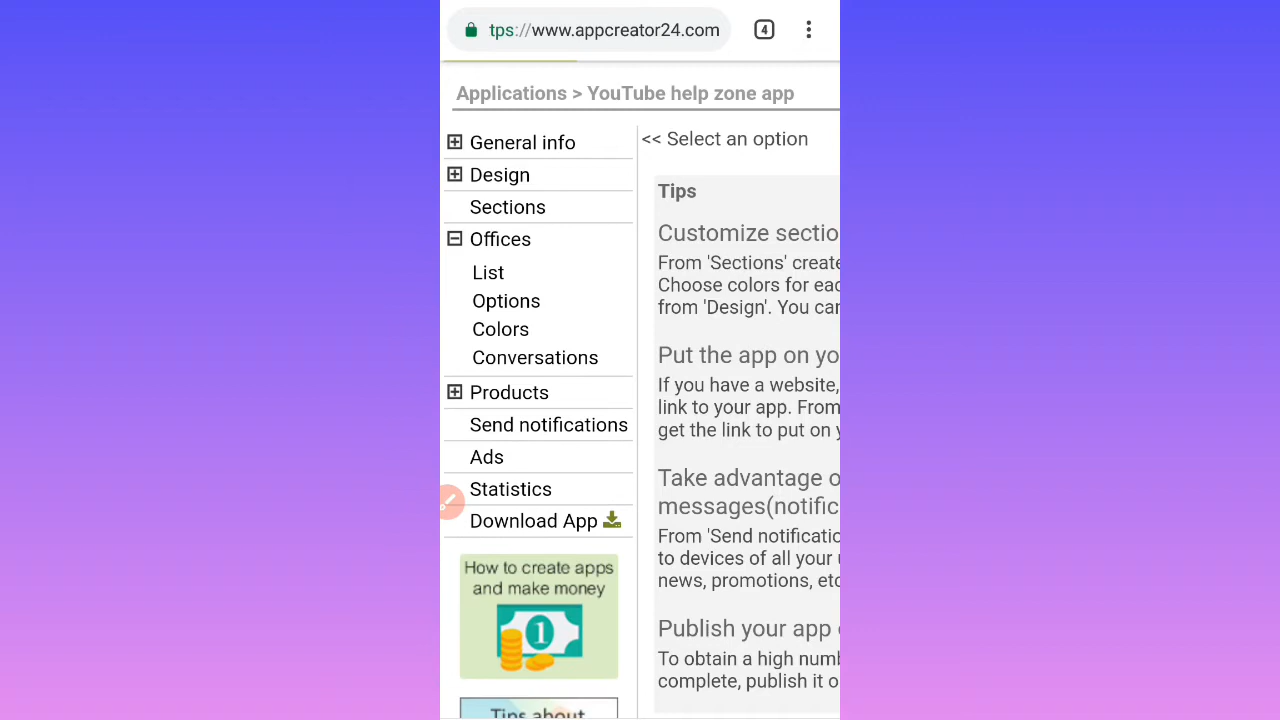 tps://www.appcreator24.com
4
Applications > YouTube help zone app
General info
Design
Sections
Offices
List
Options
Colors
Conversations
Products
Send notifications
Ads
Statistics
Download App
How to create apps
and make money
1
Tips about
<< Select an option
Tips
Customize sectio
From 'Sections' create
Choose colors for eac
from 'Design'. You can
Put the app on yo
If you have a website,
link to your app. From
get the link to put on y
Take advantage o
messages(notific
From 'Send notificatio
to devices of all your u
news, promotions, etc
Publish your app o
To obtain a high numb
complete, publish it o